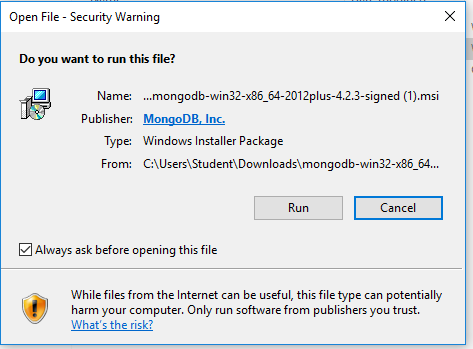 Open File - Security Warning
Do you want to run this file?
Name: ...mongodb-win32-x86_64-2012plus-4.2.3-signed (1).msi
Publisher: MongoDB, Inc.
Type: Windows Installer Package
From: C:\Users\Student\Downloads\mongodb-win32-x86_64...
Run Cancel
Always ask before opening this file
While files from the Internet can be useful, this file type can potentially
harm your computer. Only run software from publishers you trust.
What's the risk?